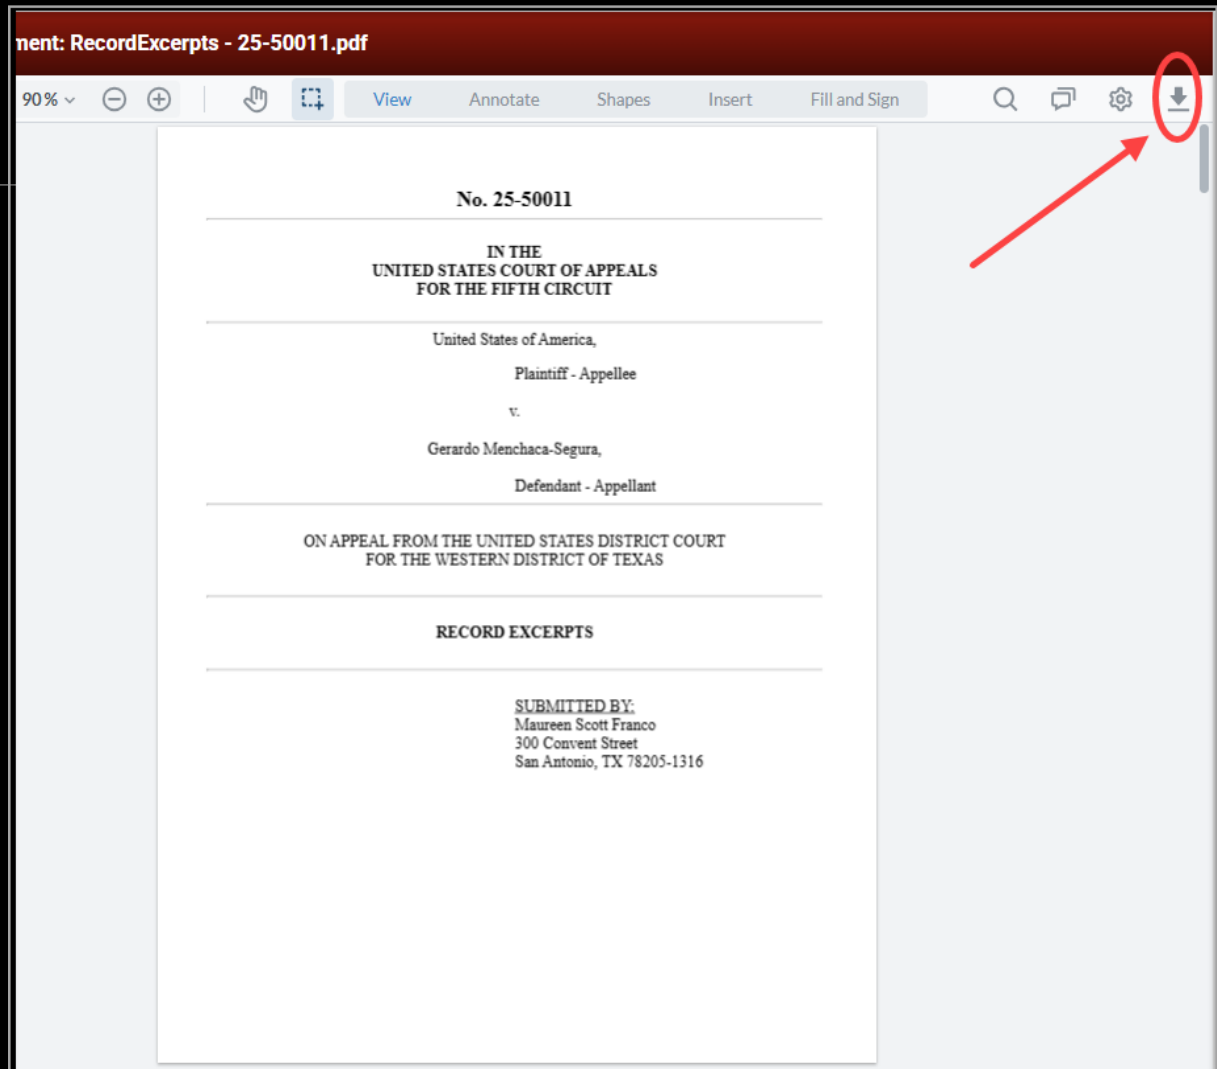 ment: RecordExcerpts - 25-50011.pdf
90% View Annotate Shapes Insert Fill and Sign
No. 25-50011
IN THE
UNITED STATES COURT OF APPEALS
FOR THE FIFTH CIRCUIT
United States of America,
Plaintiff - Appellee
v.
Gerardo Menchaca-Segura,
Defendant - Appellant
ON APPEAL FROM THE UNITED STATES DISTRICT COURT
FOR THE WESTERN DISTRICT OF TEXAS
RECORD EXCERPTS
SUBMITTED BY:
Maureen Scott Franco
300 Convent Street
San Antonio, TX 78205-1316